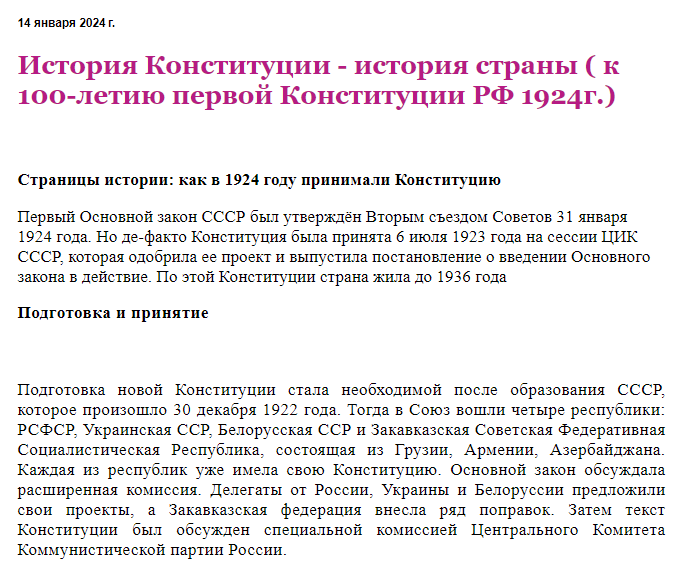 14 января 2024 г.
История Конституции - история страны ( к
100-летию первой Конституции РФ 1924г.)
Страницы истории: как в 1924 году принимали Конституцию
Первый Основной закон СССР был утверждён Вторым съездом Советов 31 января
1924 года. Но де-факто Конституция была принята 6 июля 1923 года на сессии ЦИК
СССР, которая одобрила ее проект и выпустила постановление о введении Основного
закона в действие. По этой Конституции страна жила до 1936 года
Подготовка и принятие
Подготовка новой Конституции стала необходимой после образования СССР,
которое произошло 30 декабря 1922 года. Тогда в Союз вошли четыре республики:
РСФСР, Украинская ССР, Белорусская ССР и Закавказская Советская Федеративная
Социалистическая Республика, состоящая из Грузии, Армении, Азербайджана.
Каждая из республик уже имела свою Конституцию. Основной закон обсуждала
расширенная комиссия. Делегаты от России, Украины и Белоруссии предложили
свои проекты, а Закавказская федерация внесла ряд поправок. Затем текст
Конституции был обсужден специальной комиссией Центрального Комитета
Коммунистической партии России.